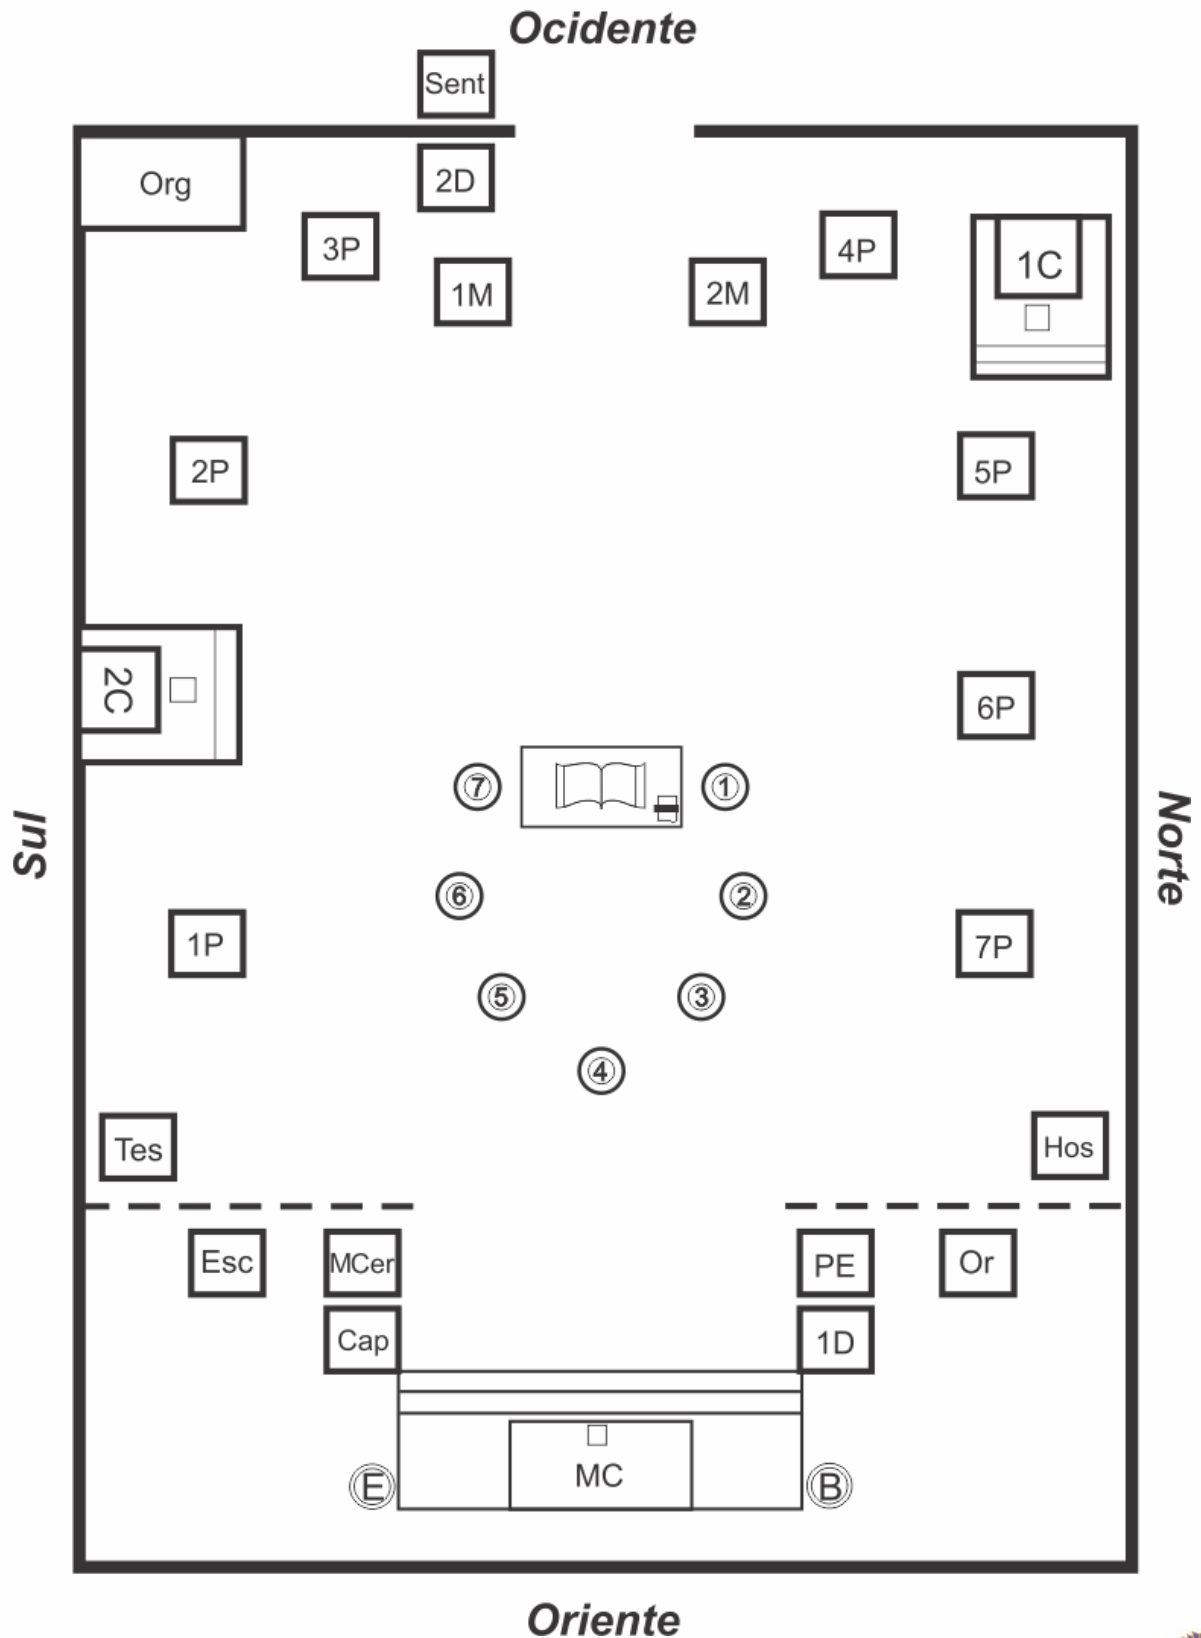 Ocidente
Sent
Org
2D
3P
4P
1C
1M
2M
2P
5P
2C
6P
7
1
Sul
Norte
6
2
1P
7P
5
3
4
Tes
Hos
Esc
MCer
PE
Or
Cap
1D
MC
E
B
Oriente